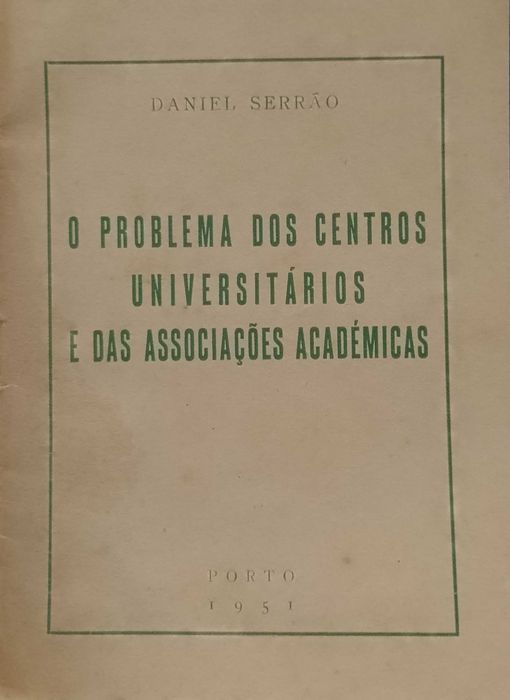 DANIEL SERRÃO
O PROBLEMA DOS CENTROS
UNIVERSITÁRIOS
E DAS ASSOCIAÇÕES ACADÉMICAS
PORTO
1951